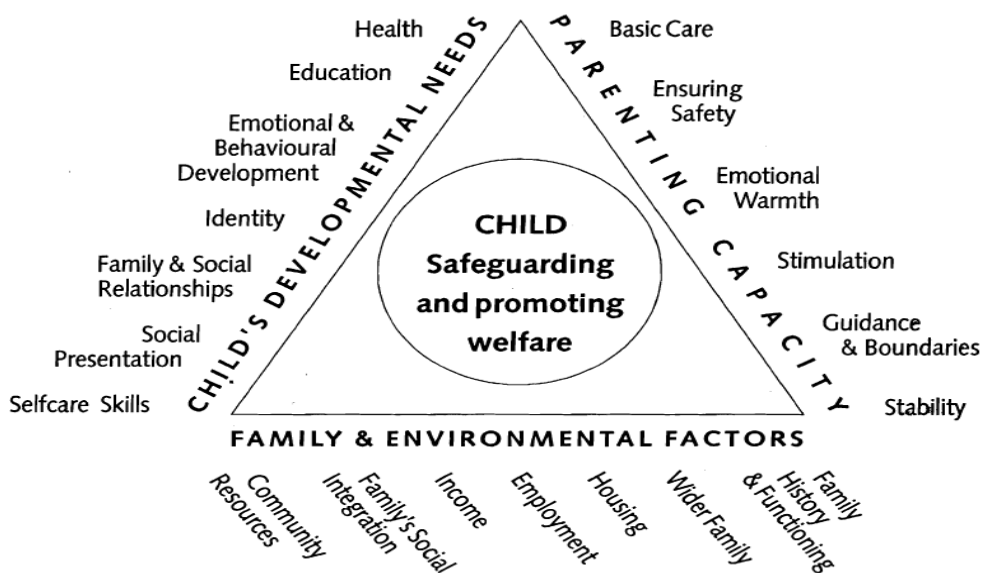 Health
Education
Emotional &
Behavioural
Development
Identity
Family & Social
Relationships
Social
Presentation
Selfcare Skills
CHILD'S DEVELOPMENTAL NEEDS
PARENTING CAPACITY
Basic Care
Ensuring
Safety
Emotional
Warmth
Stimulation
Guidance
& Boundaries
Stability
CHILD
Safeguarding
and promoting
welfare
FAMILY & ENVIRONMENTAL FACTORS
Community
Resources
Family's Social
Integration
Income
Employment
Housing
Wider Family
Family
History
& Functioning